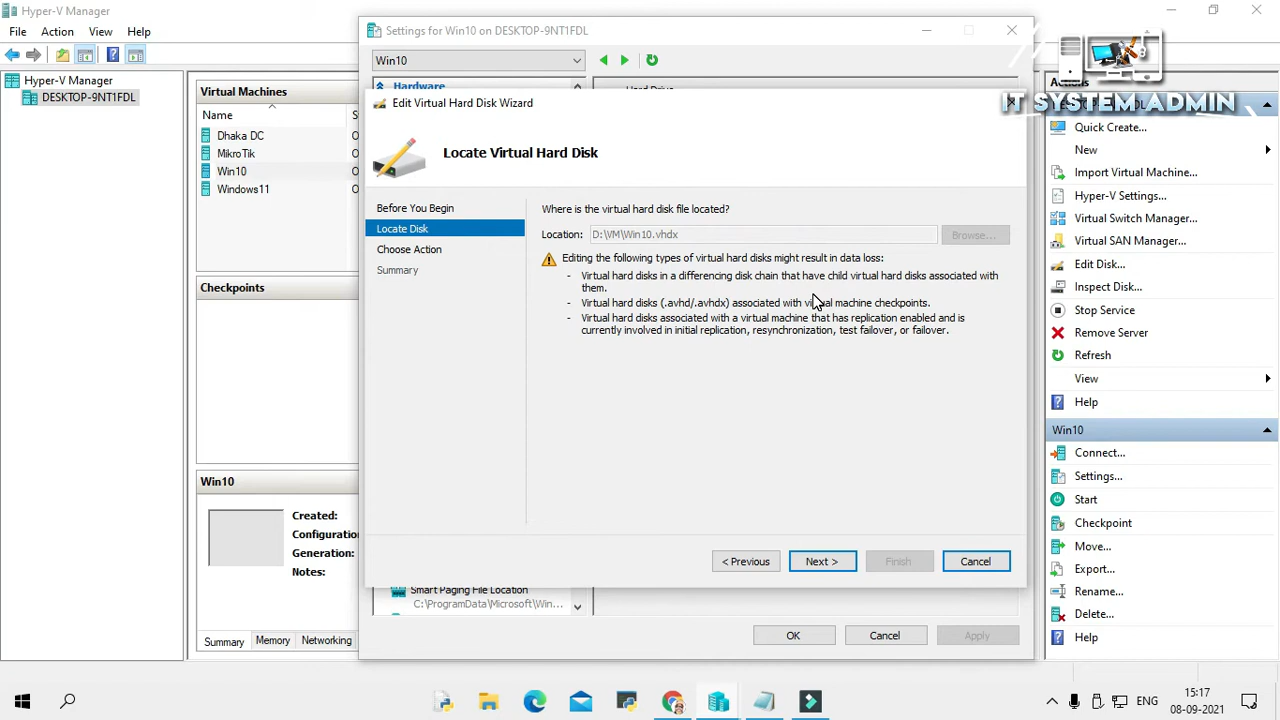 Hyper-V Manager
File Action View Help
Hyper-V Manager
DESKTOP-9NT1FDL
Virtual Machines
Name
Dhaka DC
MikroTik
Win10
Windows11
Checkpoints
Win10
Created:
Configuration
Generation:
Notes:
Summary Memory Networking
Settings for Win10 on DESKTOP-9NT1FDL
Win10
Hardware
Edit Virtual Hard Disk Wizard
Locate Virtual Hard Disk
Before You Begin
Locate Disk
Choose Action
Summary
Where is the virtual hard disk file located?
Location: D:\VM\Win10.vhdx Browse...
Editing the following types of virtual hard disks might result in data loss:
- Virtual hard disks in a differencing disk chain that have child virtual hard disks associated with
them.
- Virtual hard disks (.avhd/.avhdx) associated with virtual machine checkpoints.
- Virtual hard disks associated with a virtual machine that has replication enabled and is
currently involved in initial replication, resynchronization, test failover, or failover.
< Previous Next > Finish Cancel
Smart Paging File Location
C:\ProgramData\Microsoft\Win...
OK Cancel Apply
IT SYSTEM ADMIN
Actions
Quick Create...
New
Import Virtual Machine...
Hyper-V Settings...
Virtual Switch Manager...
Virtual SAN Manager...
Edit Disk...
Inspect Disk...
Stop Service
Remove Server
Refresh
View
Help
Win10
Connect...
Settings...
Start
Checkpoint
Move...
Export...
Rename...
Delete...
Help
ENG
15:17
08-09-2021